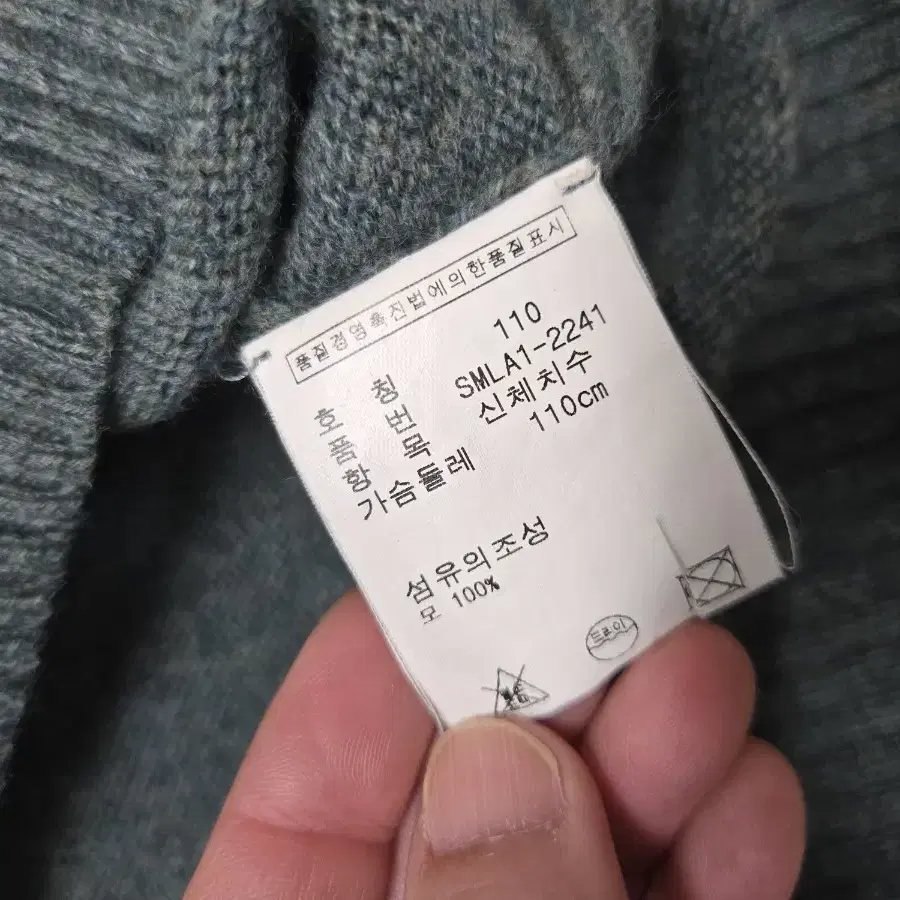 품질경영촉진법에의한품질표시
호 칭 110
품 번 SMLA1-2241
항 목 신체치수
가슴둘레 110cm
섬유의조성
모 100%
드라이